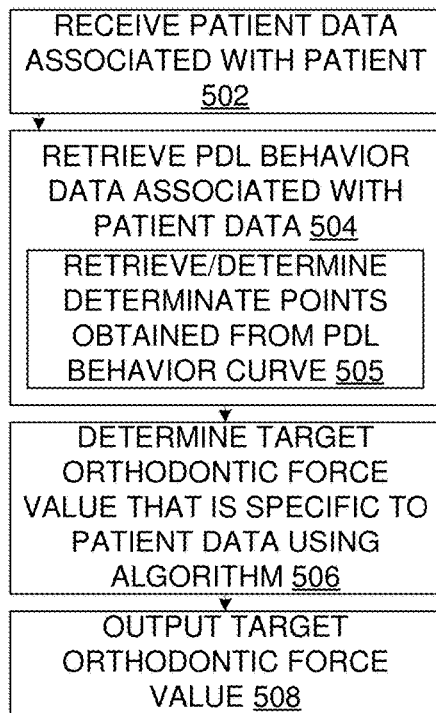 RECEIVE PATIENT DATA
ASSOCIATED WITH PATIENT
502
RETRIEVE PDL BEHAVIOR
DATA ASSOCIATED WITH
PATIENT DATA 504
RETRIEVE/DETERMINE
DETERMINATE POINTS
OBTAINED FROM PDL
BEHAVIOR CURVE 505
DETERMINE TARGET
ORTHODONTIC FORCE
VALUE THAT IS SPECIFIC TO
PATIENT DATA USING
ALGORITHM 506
OUTPUT TARGET
ORTHODONTIC FORCE
VALUE 508